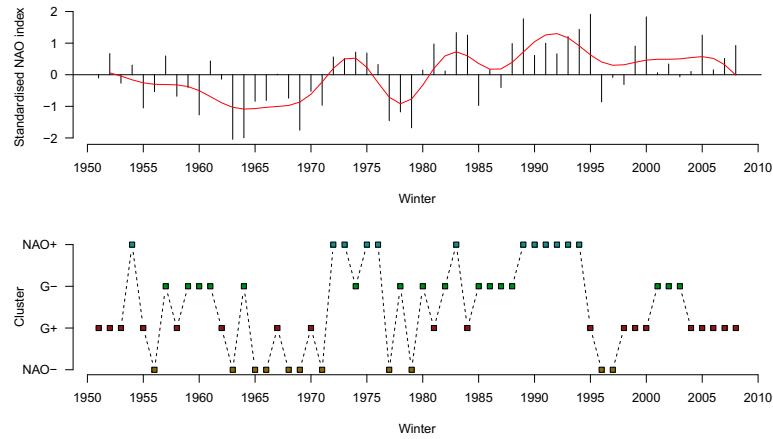 Standardised NAO index
2
1
0
−1
−2
1950 1955 1960 1965 1970 1975 1980 1985 1990 1995 2000 2005 2010
Winter
Cluster
NAO+
G−
G+
NAO−
1950 1955 1960 1965 1970 1975 1980 1985 1990 1995 2000 2005 2010
Winter